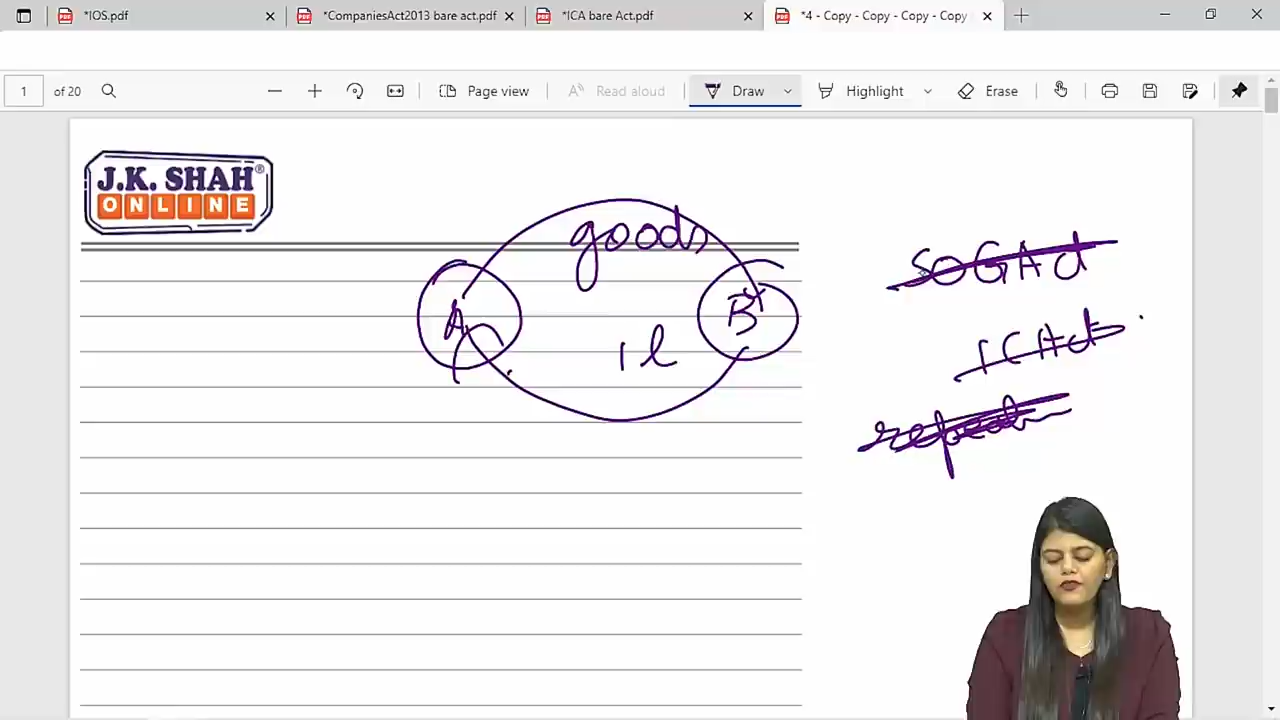 *IOS.pdf
*CompaniesAct2013 bare act.pdf
*ICA bare Act.pdf
*4 - Copy - Copy - Copy - Copy
1 of 20
Page view
Read aloud
Draw
Highlight
Erase
J.K. SHAH®
ONLINE
goods
A
B
1 l
SOGAct
ICAct
repeal